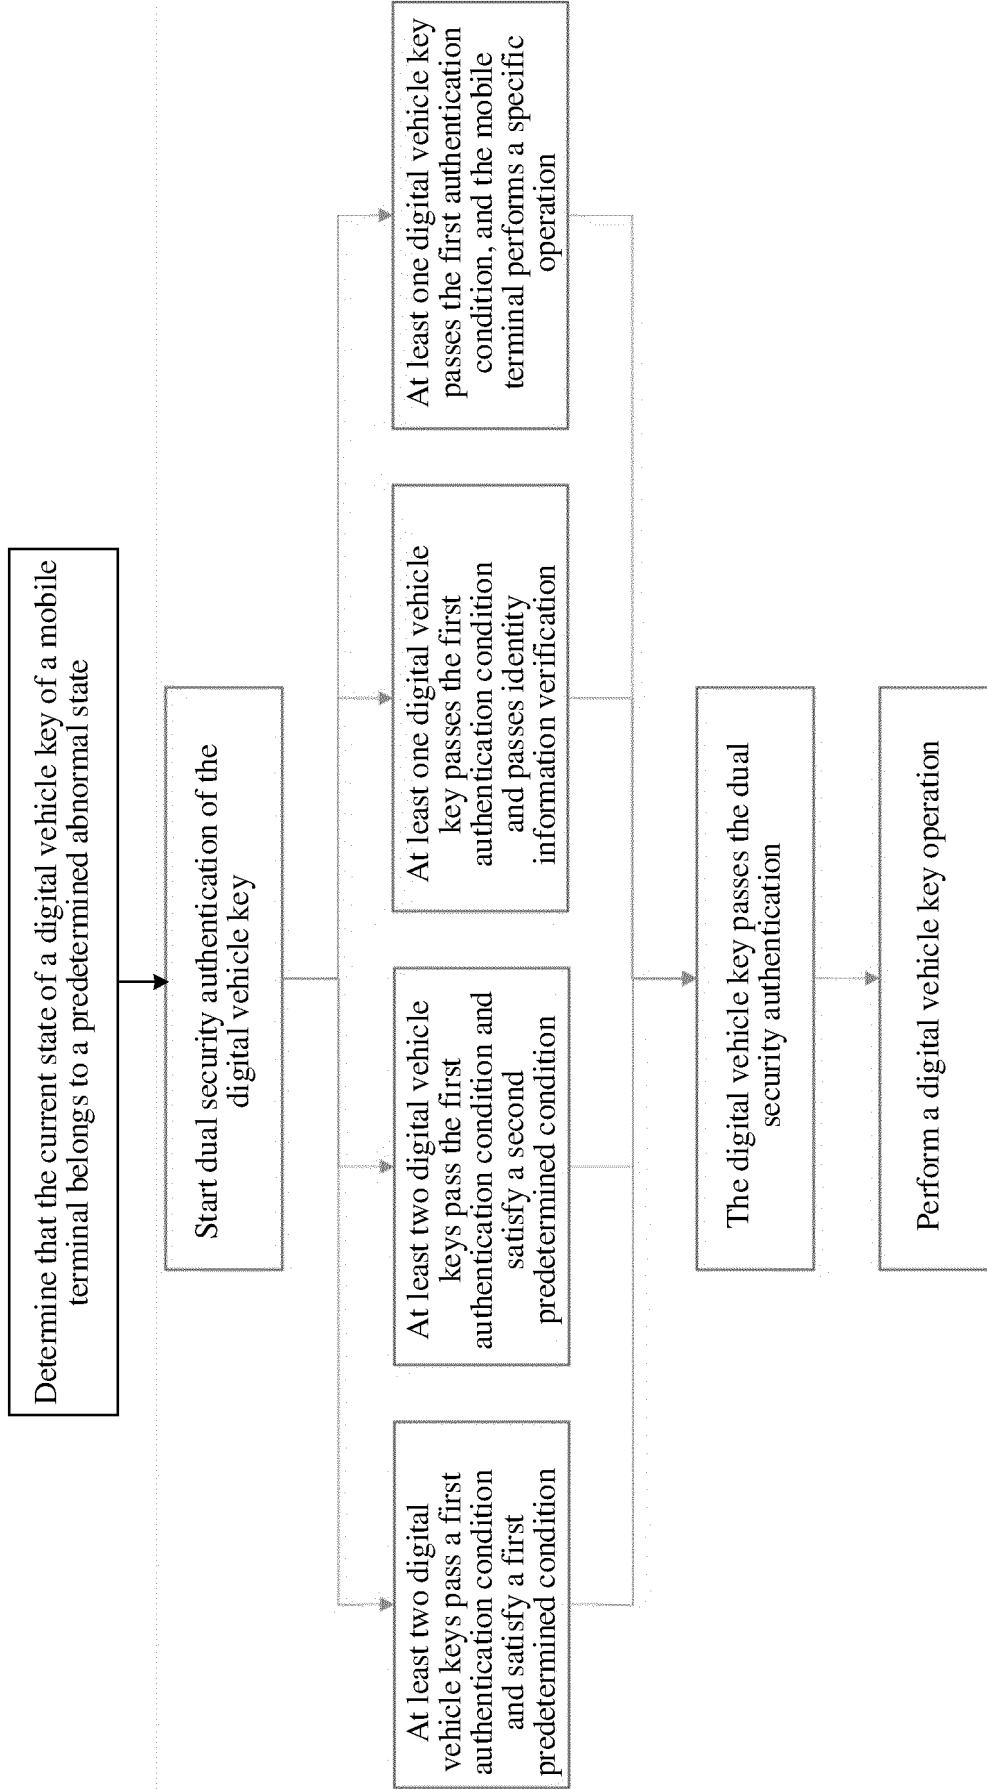 Determine that the current state of a digital vehicle key of a mobile
terminal belongs to a predetermined abnormal state
Start dual security authentication of the
digital vehicle key
At least two digital
vehicle keys pass a first
authentication condition
and satisfy a first
predetermined condition
At least two digital vehicle
keys pass the first
authentication condition and
satisfy a second
predetermined condition
At least one digital vehicle
key passes the first
authentication condition
and passes identity
information verification
At least one digital vehicle key
passes the first authentication
condition, and the mobile
terminal performs a specific
operation
The digital vehicle key passes the dual
security authentication
Perform a digital vehicle key operation